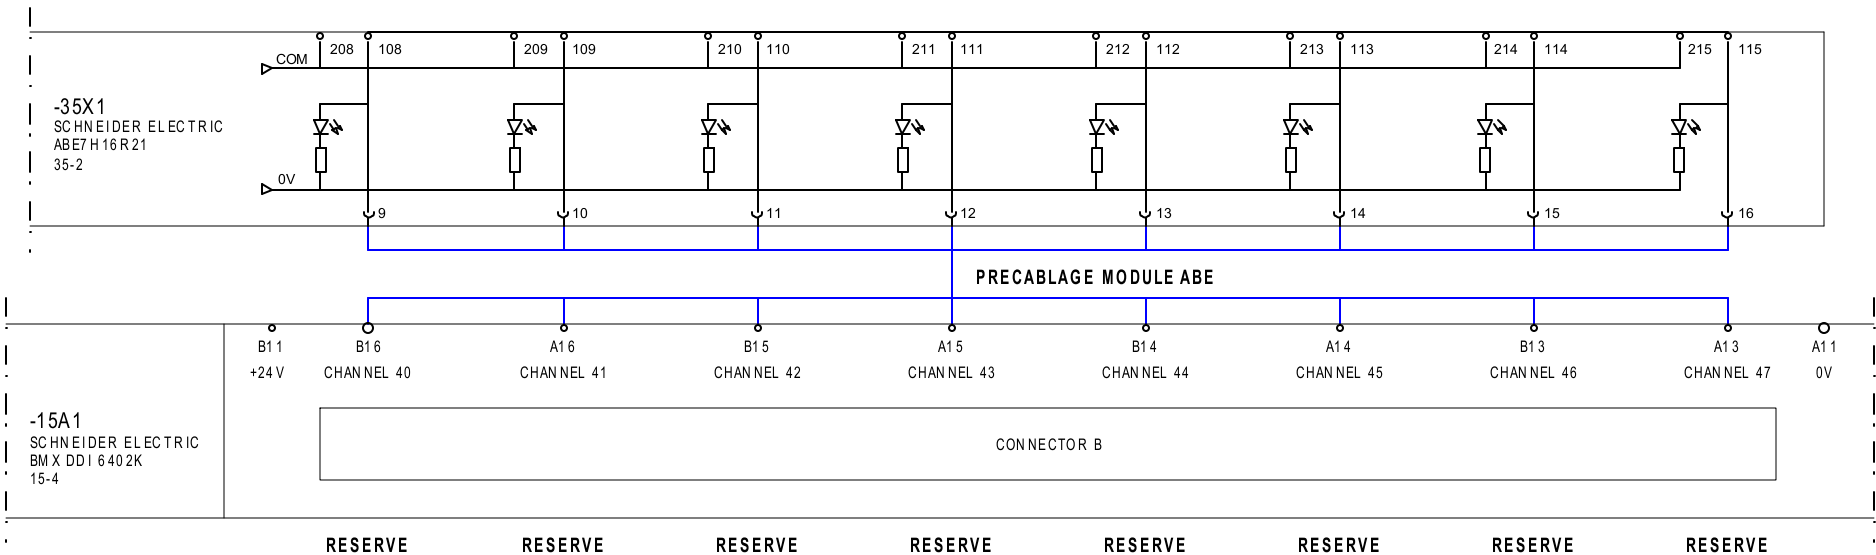 208 108 209 109 210 110 211 111 212 112 213 113 214 114 215 115
COM
-35X1
SCHNEIDER ELECTRIC
ABE7H16R21
35-2
0V
9 10 11 12 13 14 15 16
PRECABLAGE MODULE ABE
B11 B16 A16 B15 A15 B14 A14 B13 A13 A11
+24V CHANNEL 40 CHANNEL 41 CHANNEL 42 CHANNEL 43 CHANNEL 44 CHANNEL 45 CHANNEL 46 CHANNEL 47 0V
-15A1
SCHNEIDER ELECTRIC
BMX DDI 6402K
15-4
CONNECTOR B
RESERVE RESERVE RESERVE RESERVE RESERVE RESERVE RESERVE RESERVE